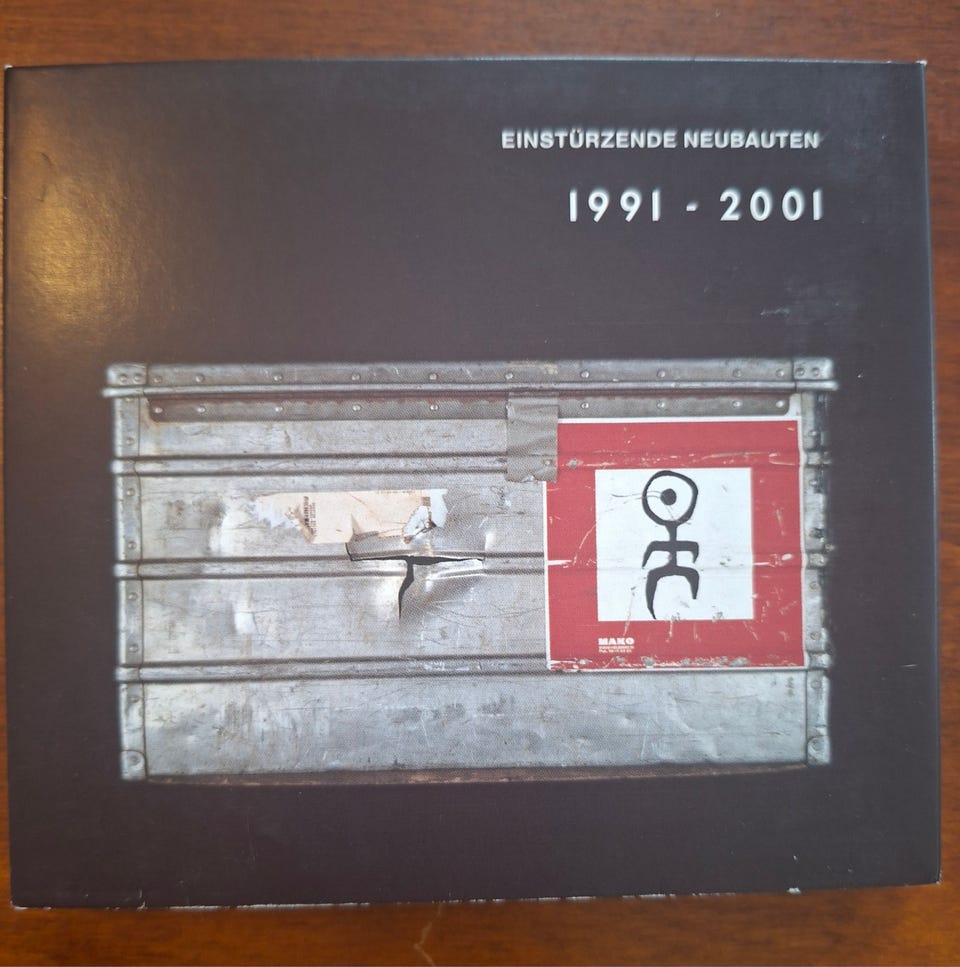 EINSTÜRZENDE NEUBAUTEN
1991 - 2001
MAKO